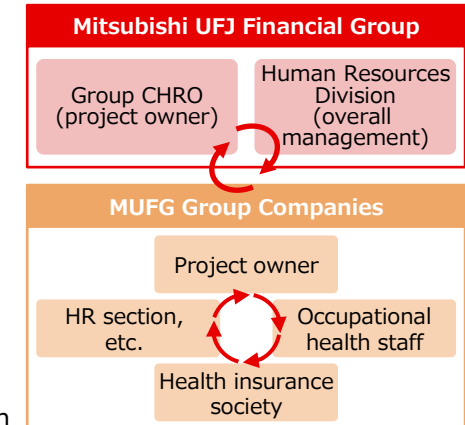 Mitsubishi UFJ Financial Group
Group CHRO
(project owner)
Human Resources
Division
(overall
management)
MUFG Group Companies
Project owner
HR section,
etc.
Occupational
health staff
Health insurance
society